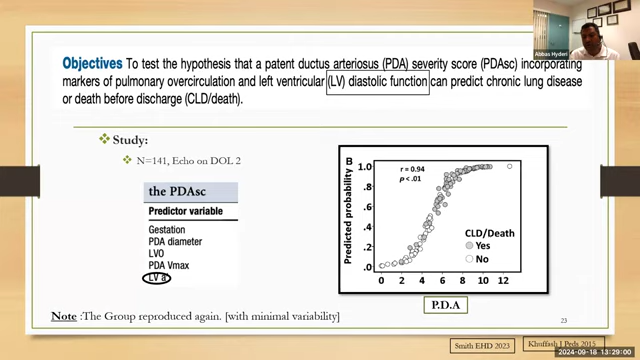 Objectives To test the hypothesis that a patent ductus arteriosus (PDA) severity score (PDAsc) incorporating
markers of pulmonary overcirculation and left ventricular (LV) diastolic function can predict chronic lung disease
or death before discharge (CLD/death).
Abbas Hyderi
Study:
N=141, Echo on DOL 2
the PDAsc
Predictor variable
Gestation
PDA diameter
LVO
PDA Vmax
LV a'
B
r = 0.94
p < .01
Predicted probability
1.0
.8
.6
.4
.2
.0
CLD/Death
Yes
No
0 2 4 6 8 10 12
P.D.A
Note :The Group reproduced again. [with minimal variability]
23
Smith EHD 2023
Khuffash J Peds 2015
2024-09-18 13:29:00